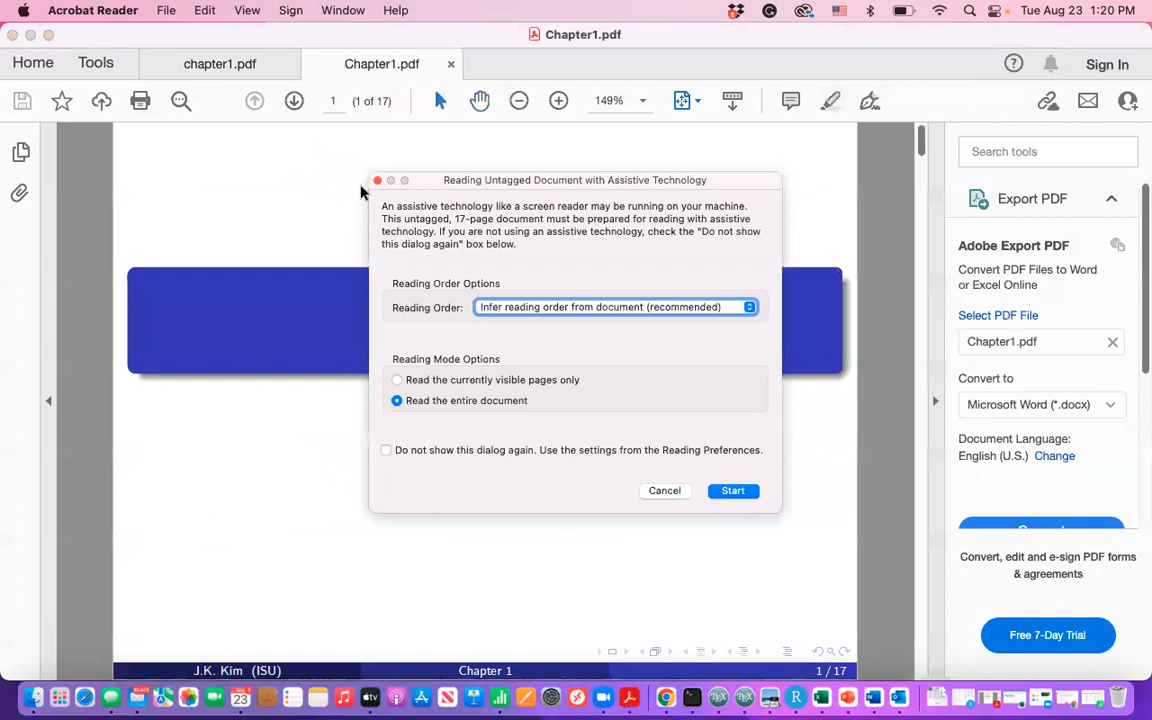 Acrobat Reader File Edit View Sign Window Help Tue Aug 23 1:20 PM
Chapter1.pdf
Home Tools chapter1.pdf Chapter1.pdf × Sign In
1 (1 of 17) 149%
Search tools
Export PDF
Adobe Export PDF
Convert PDF Files to Word
or Excel Online
Select PDF File
Chapter1.pdf
Convert to
Microsoft Word (*.docx)
Document Language:
English (U.S.) Change
Convert, edit and e-sign PDF forms
& agreements
Free 7-Day Trial
Reading Untagged Document with Assistive Technology
An assistive technology like a screen reader may be running on your machine.
This untagged, 17-page document must be prepared for reading with assistive
technology. If you are not using an assistive technology, check the "Do not show
this dialog again" box below.
Reading Order Options
Reading Order: Infer reading order from document (recommended)
Reading Mode Options
Read the currently visible pages only
Read the entire document
Do not show this dialog again. Use the settings from the Reading Preferences.
Cancel Start
J.K. Kim (ISU) Chapter 1 1 / 17